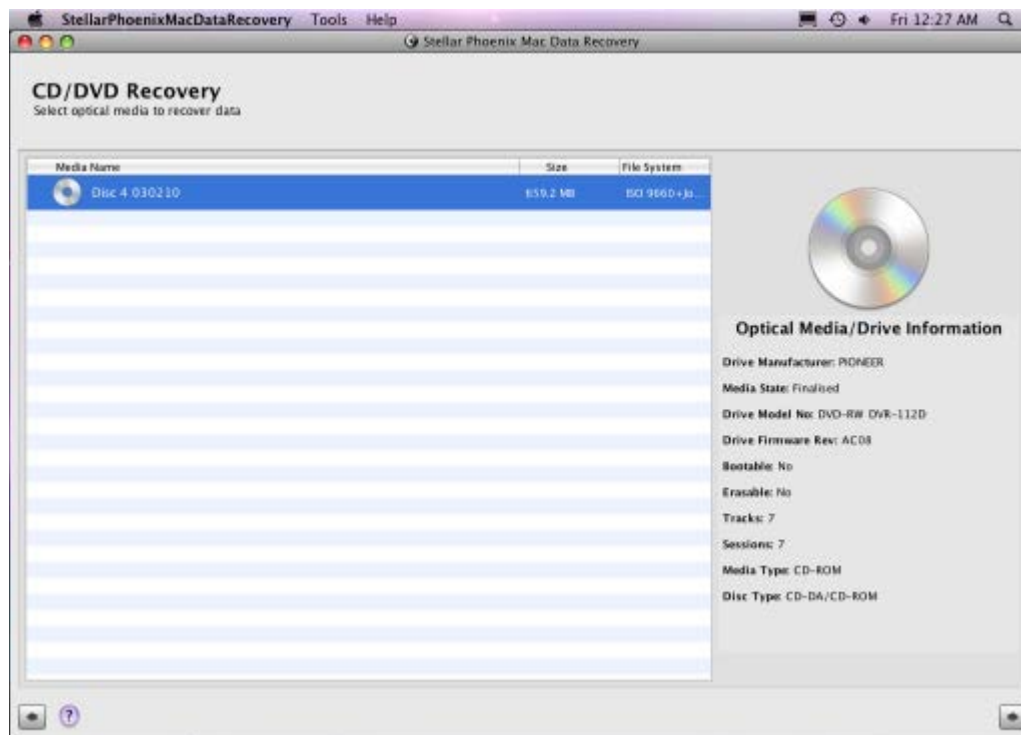 StellarPhoenixMacDataRecovery Tools Help Fri 12:27 AM
Stellar Phoenix Mac Data Recovery
CD/DVD Recovery
Select optical media to recover data
Media Name Size File System
Disc 4 030210 659.2 MB ISO 9660+Jo...
Optical Media/Drive Information
Drive Manufacturer: PIONEER
Media State: Finalised
Drive Model No: DVD-RW DVR-112D
Drive Firmware Rev: AC08
Bootable: No
Erasable: No
Tracks: 7
Sessions: 7
Media Type: CD-ROM
Disc Type: CD-DA/CD-ROM
?